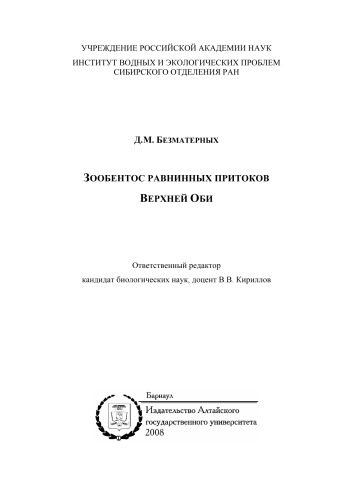 УЧРЕЖДЕНИЕ РОССИЙСКОЙ АКАДЕМИИ НАУК
ИНСТИТУТ ВОДНЫХ И ЭКОЛОГИЧЕСКИХ ПРОБЛЕМ
СИБИРСКОГО ОТДЕЛЕНИЯ РАН
Д.М. БЕЗМАТЕРНЫХ
ЗООБЕНТОС РАВНИННЫХ ПРИТОКОВ
ВЕРХНЕЙ ОБИ
Ответственный редактор
кандидат биологических наук, доцент В.В. Кириллов
Барнаул
Издательство Алтайского
государственного университета
2008